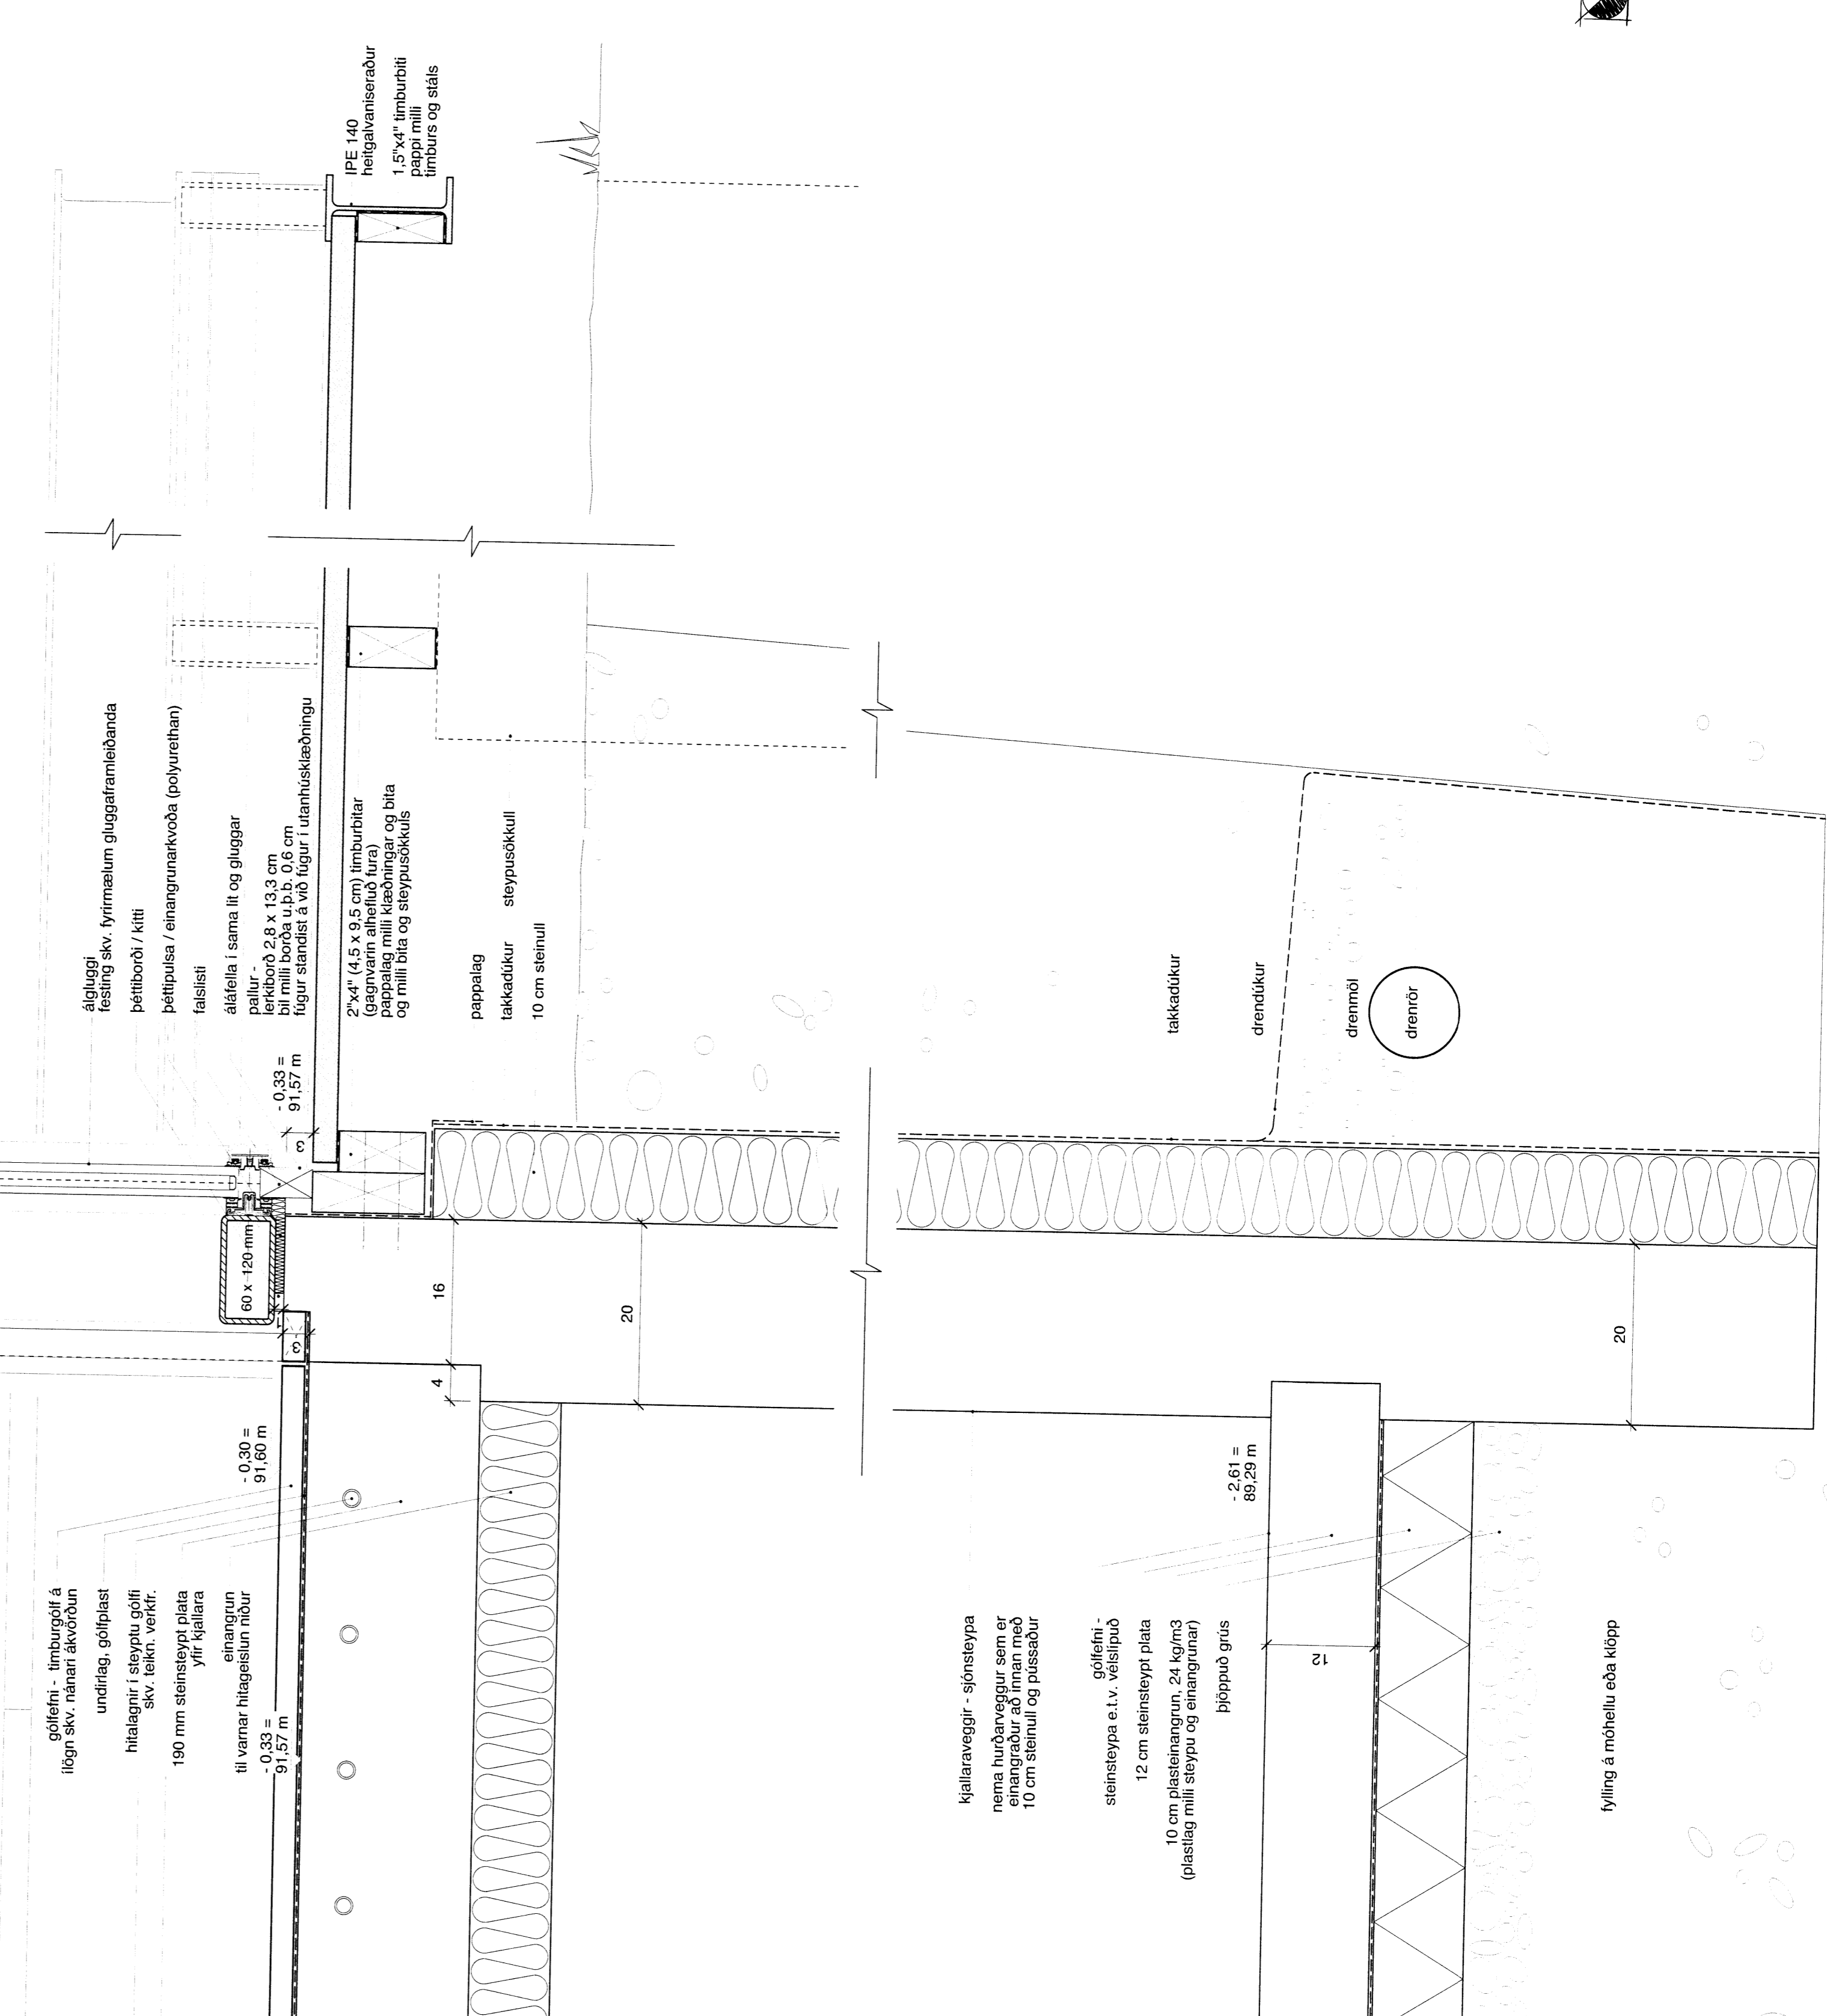 IPE 140
heitgalvaniseraður
1,5"x4" timburbiti
pappi milli
timburs og stáls
álgluggi
festing skv. fyrirmælum gluggaframleiðanda
þéttiborði / kítti
þéttipulsa / einangrunarkvoða (polyurethan)
falslisti
áláfella í sama lit og gluggar
pallur -
lerkiborð 2,8 x 13,3 cm
bil milli borða u.þ.b. 0,6 cm
fúgur standist á við fúgur í utanhúsklæðningu
2"x4" (4,5 x 9,5 cm) timburbitar
(gagnvarin alhefluð fura)
pappalag milli klæðningar og bita
og milli bita og steypusökkuls
pappalag
takkadúkur
steypusökkull
10 cm steinull
- 0,33 =
91,57 m
3
takkadúkur
drendúkur
drenmöl
drenrör
60 x 120 mm
1
3
16
4
20
20
- 0,30 =
91,60 m
gólfefni - timburgólf á
ílögn skv. nánari ákvörðun
undirlag, gólfplast
hitalagnir í steyptu gólfi
skv. teikn. verkfr.
190 mm steinsteypt plata
yfir kjallara
einangrun
til varnar hitageislun niður
- 0,33 =
91,57 m
kjallaraveggir - sjónsteypa
nema hurðarveggur sem er
einangraður að innan með
10 cm steinull og pússaður
- 2,61 =
89,29 m
gólfefni -
steinsteypa e.t.v. vélslípuð
12 cm steinsteypt plata
10 cm plasteinangrun, 24 kg/m3
(plastlag milli steypu og einangrunar)
þjöppuð grús
12
fylling á móhellu eða klöpp